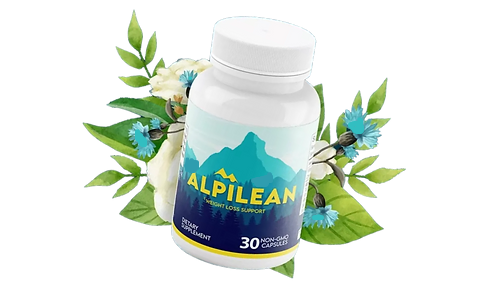 ALPILEAN
WEIGHT LOSS SUPPORT
DIETARY
SUPPLEMENT
30 NON-GMO
CAPSULES